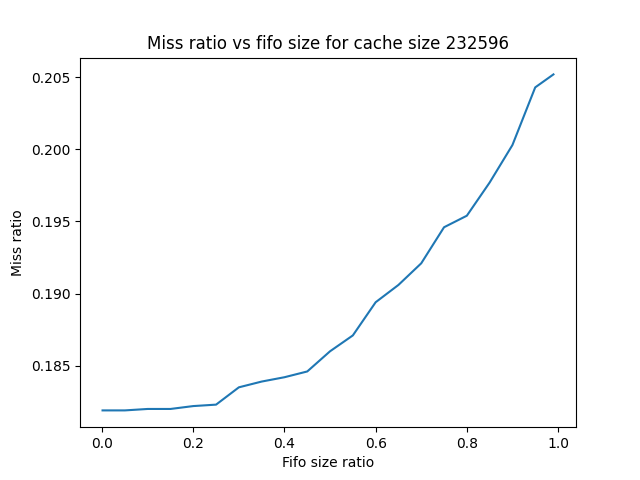 Miss ratio vs fifo size for cache size 232596
0.205
0.200
0.195
0.190
0.185
Miss ratio
0.0 0.2 0.4 0.6 0.8 1.0
Fifo size ratio